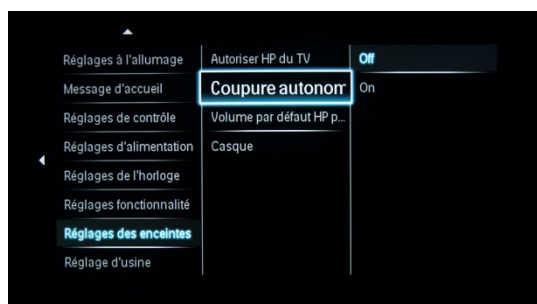 Réglages à l'allumage
Message d'accueil
Réglages de contrôle
Réglages d'alimentation
Réglages de l'horloge
Réglages fonctionnalité
Réglages des enceintes
Réglage d'usine
Autoriser HP du TV
Coupure autonom
Volume par défaut HP p...
Casque
Off
On